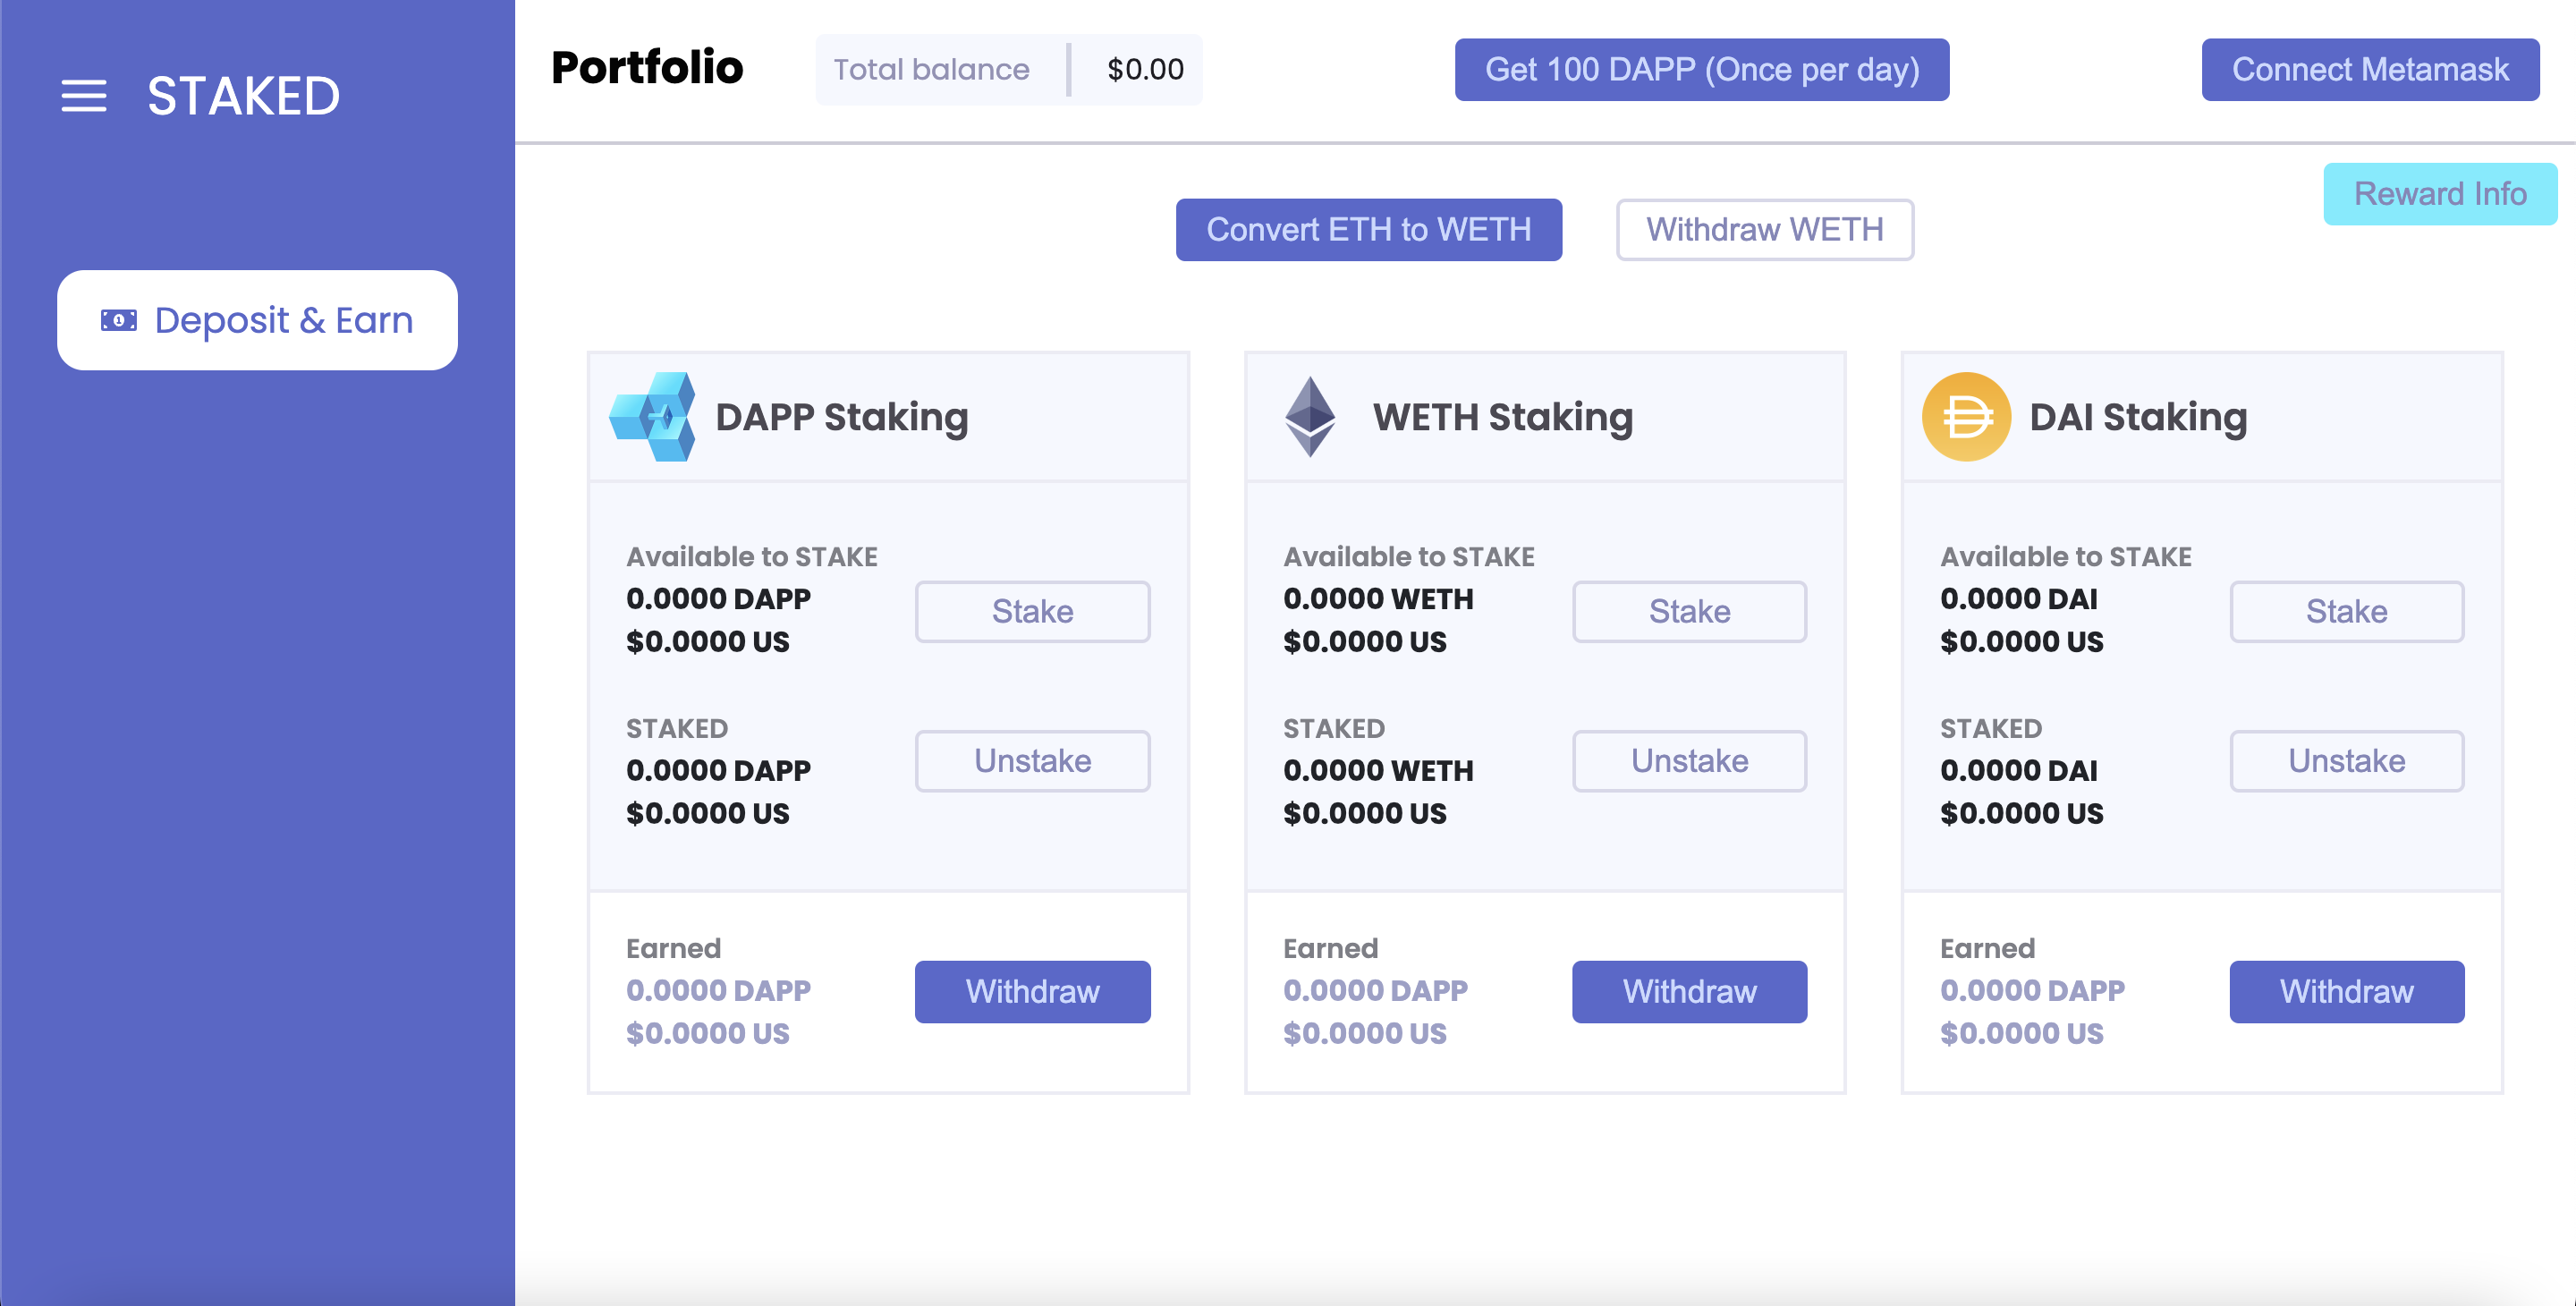 STAKED
Deposit & Earn
Portfolio
Total balance
$0.00
Get 100 DAPP (Once per day)
Connect Metamask
Reward Info
Convert ETH to WETH
Withdraw WETH
DAPP Staking
Available to STAKE
0.0000 DAPP
$0.0000 US
Stake
STAKED
0.0000 DAPP
$0.0000 US
Unstake
Earned
0.0000 DAPP
$0.0000 US
Withdraw
WETH Staking
Available to STAKE
0.0000 WETH
$0.0000 US
Stake
STAKED
0.0000 WETH
$0.0000 US
Unstake
Earned
0.0000 DAPP
$0.0000 US
Withdraw
DAI Staking
Available to STAKE
0.0000 DAI
$0.0000 US
Stake
STAKED
0.0000 DAI
$0.0000 US
Unstake
Earned
0.0000 DAPP
$0.0000 US
Withdraw